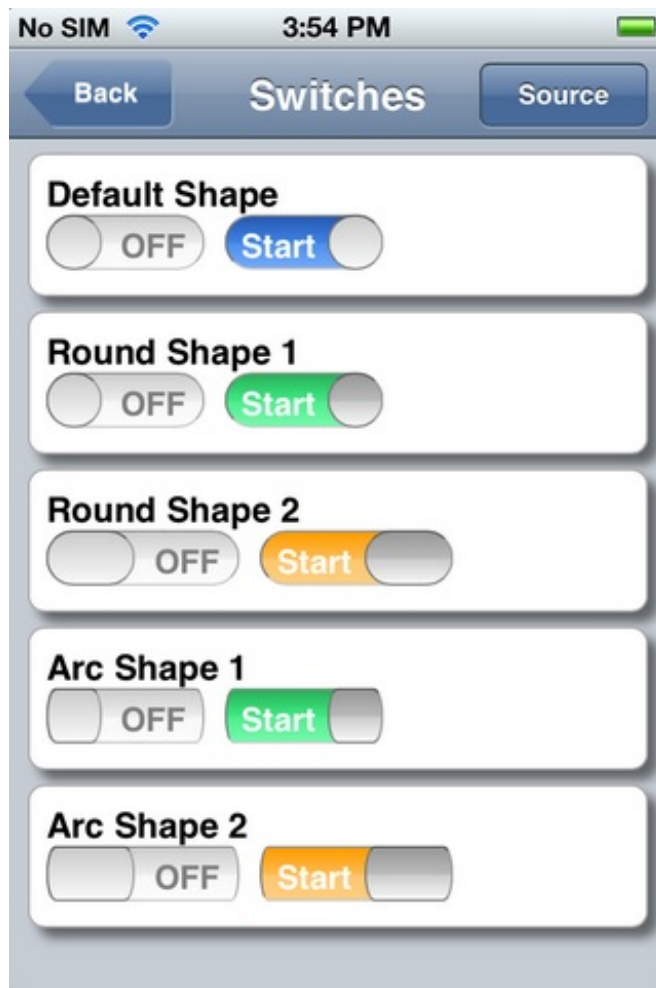 No SIM 3:54 PM
Back Switches Source
Default Shape
OFF Start
Round Shape 1
OFF Start
Round Shape 2
OFF Start
Arc Shape 1
OFF Start
Arc Shape 2
OFF Start